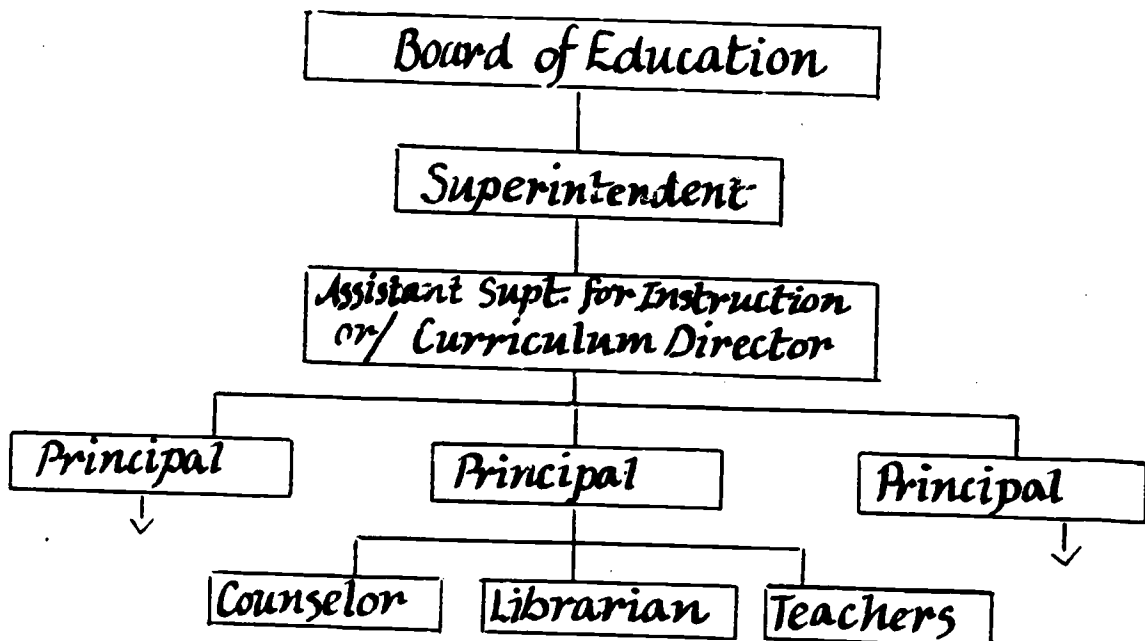 Board of Education
Superintendent
Assistant Supt. for Instruction
or/ Curriculum Director
Principal
Principal
Principal
Counselor
Librarian
Teachers